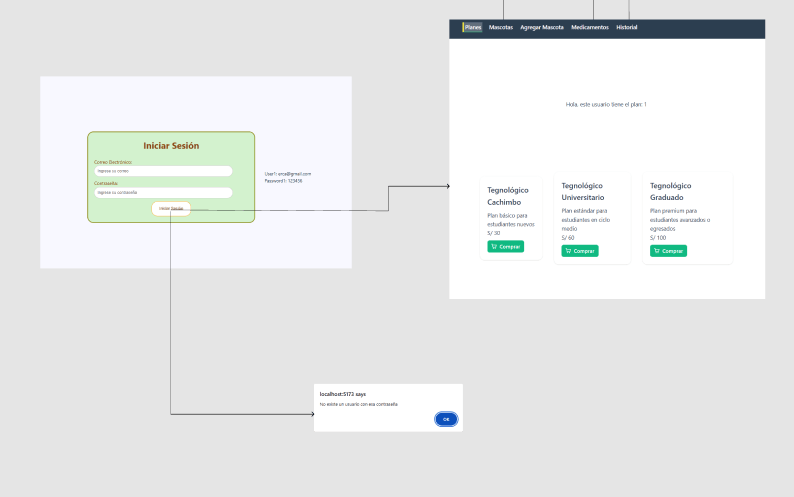 Planes Mascotas Agregar Mascota Medicamentos Historial
Hola, este usuario tiene el plan: 1
Iniciar Sesión
Correo Electrónico:
Ingrese su correo
Contraseña:
Ingrese su contraseña
Iniciar Sesión
User1: erce@gmail.com
Password1: 123456
Tegnológico
Cachimbo
Plan básico para
estudiantes nuevos
S/ 30
Comprar
Tegnológico
Universitario
Plan estándar para
estudiantes en ciclo
medio
S/ 60
Comprar
Tegnológico
Graduado
Plan premium para
estudiantes avanzados o
egresados
S/ 100
Comprar
localhost:5173 says
No existe un usuario con esa contraseña
OK